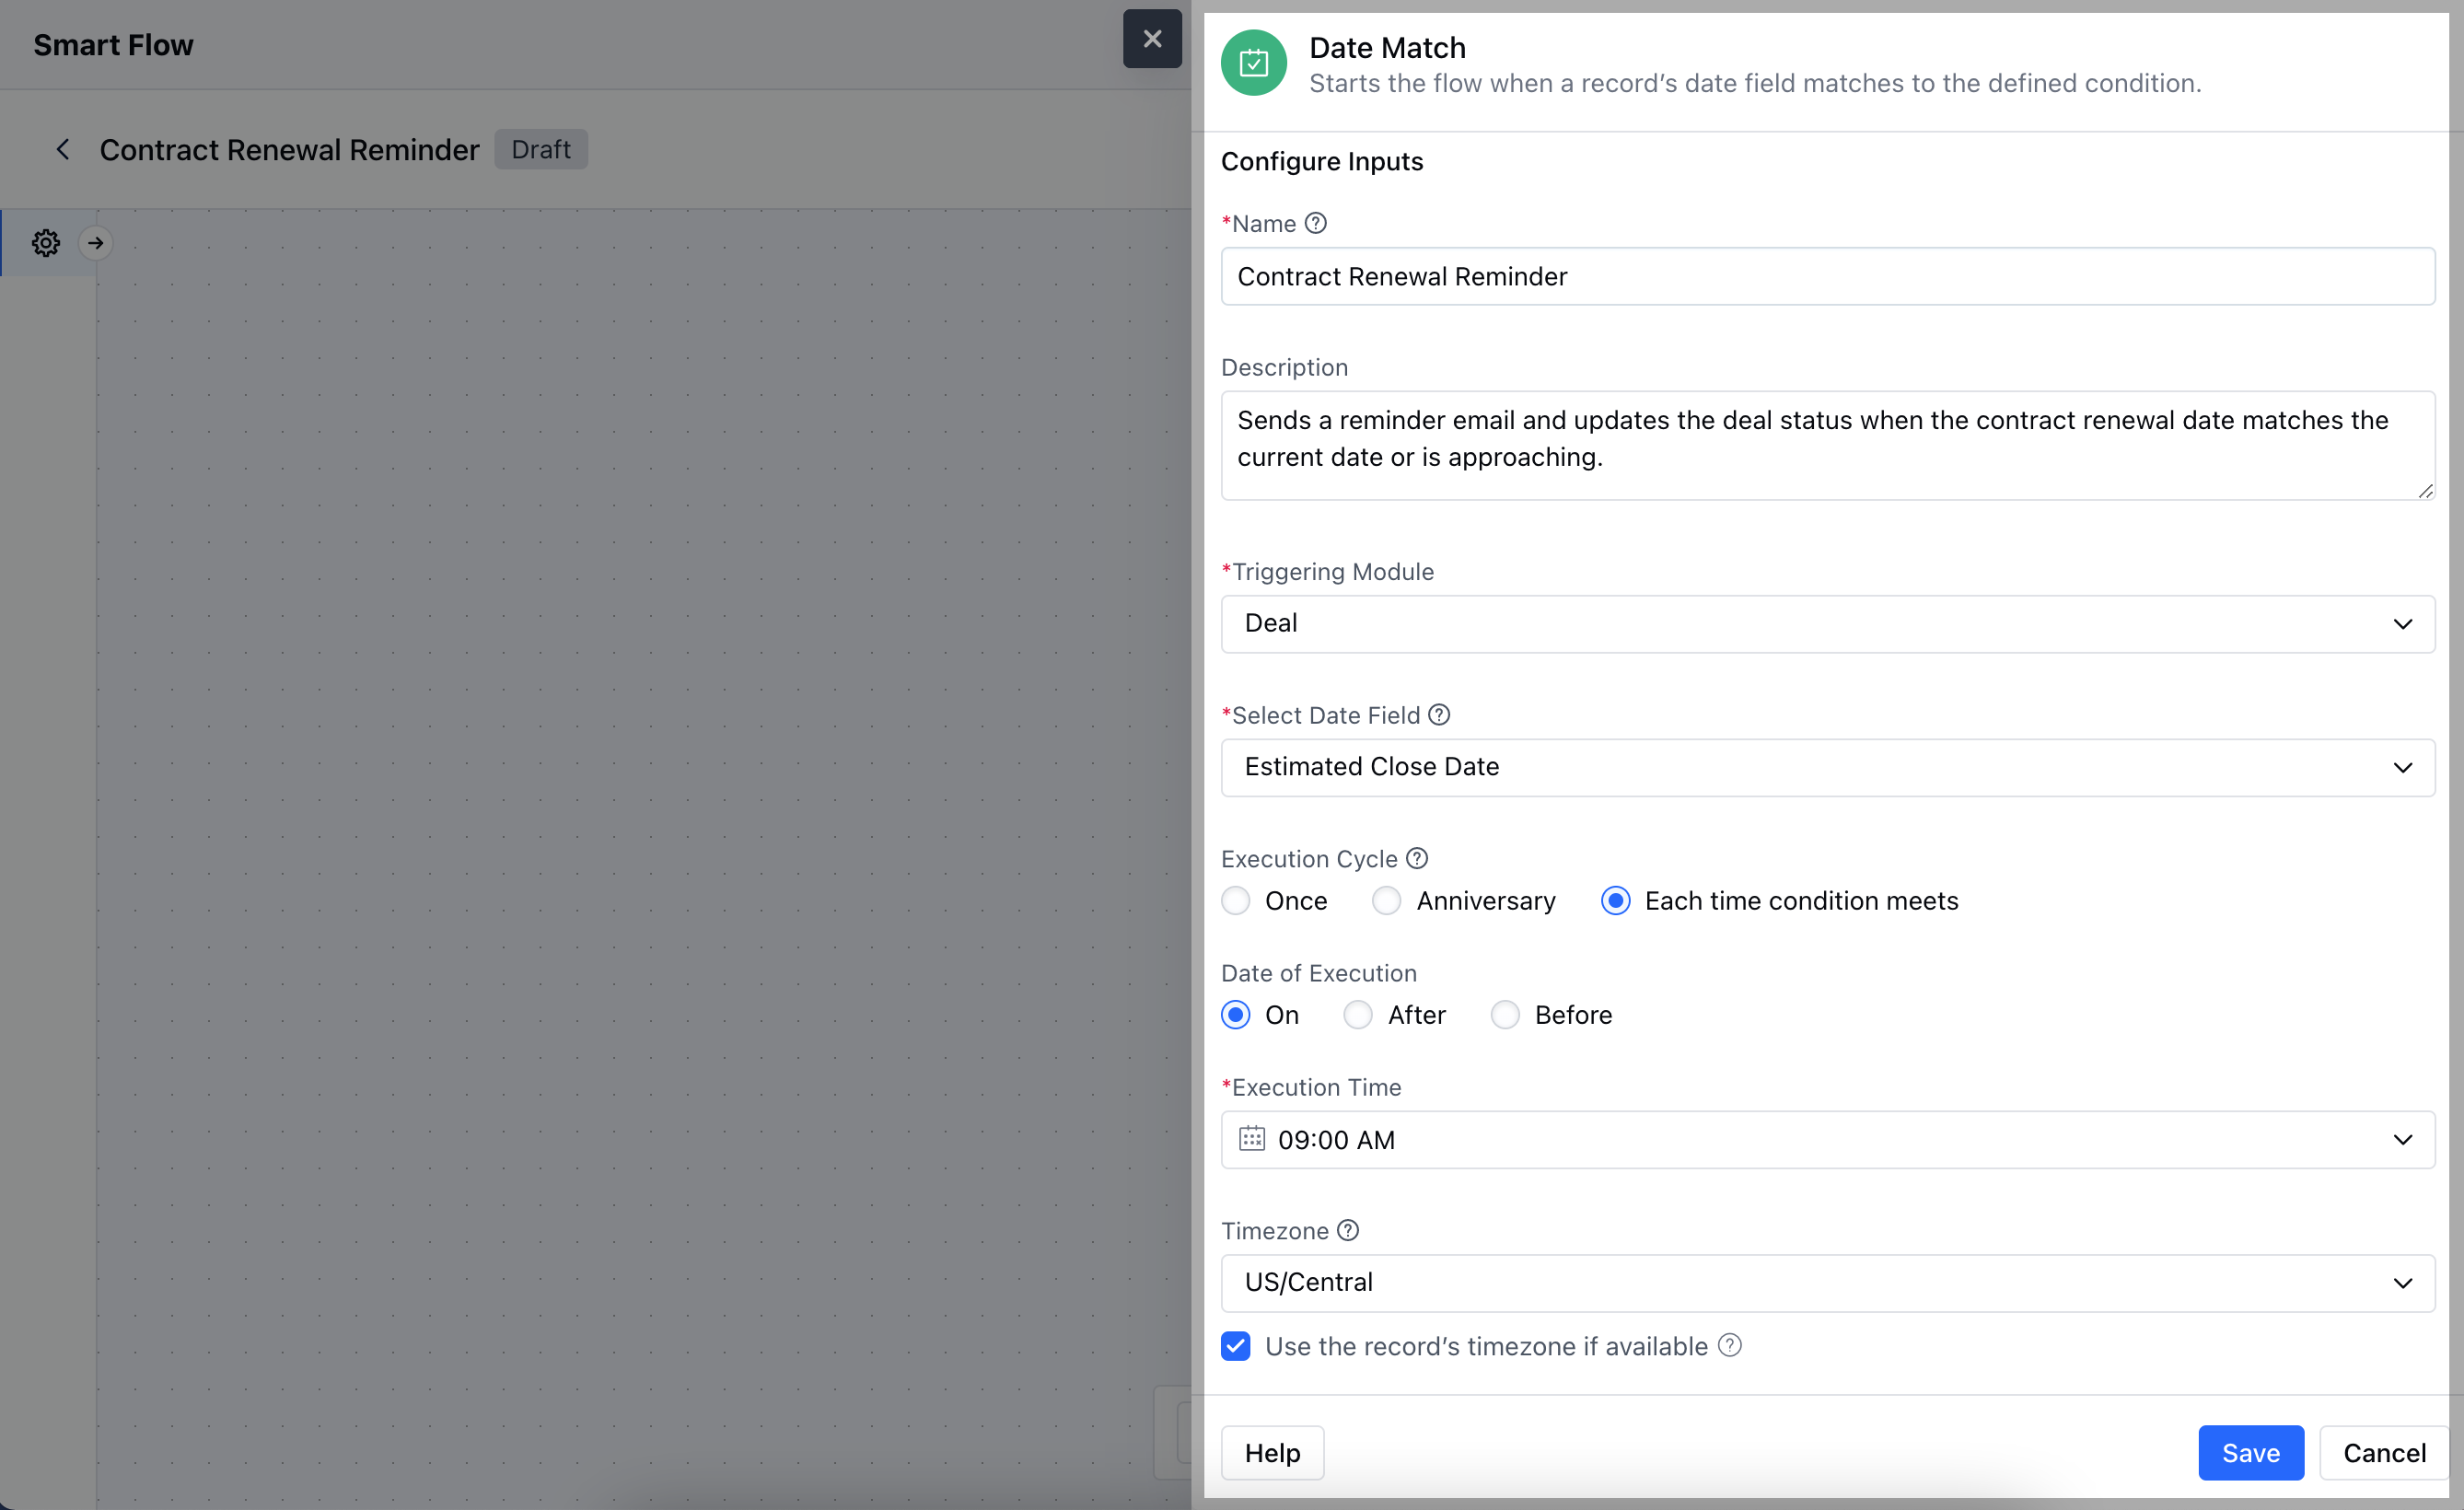 Smart Flow
Contract Renewal Reminder Draft
Date Match
Starts the flow when a record’s date field matches to the defined condition.
Configure Inputs
*Name
Contract Renewal Reminder
Description
Sends a reminder email and updates the deal status when the contract renewal date matches the
current date or is approaching.
*Triggering Module
Deal
*Select Date Field
Estimated Close Date
Execution Cycle
Once Anniversary Each time condition meets
Date of Execution
On After Before
*Execution Time
09:00 AM
Timezone
US/Central
Use the record’s timezone if available
Help Save Cancel